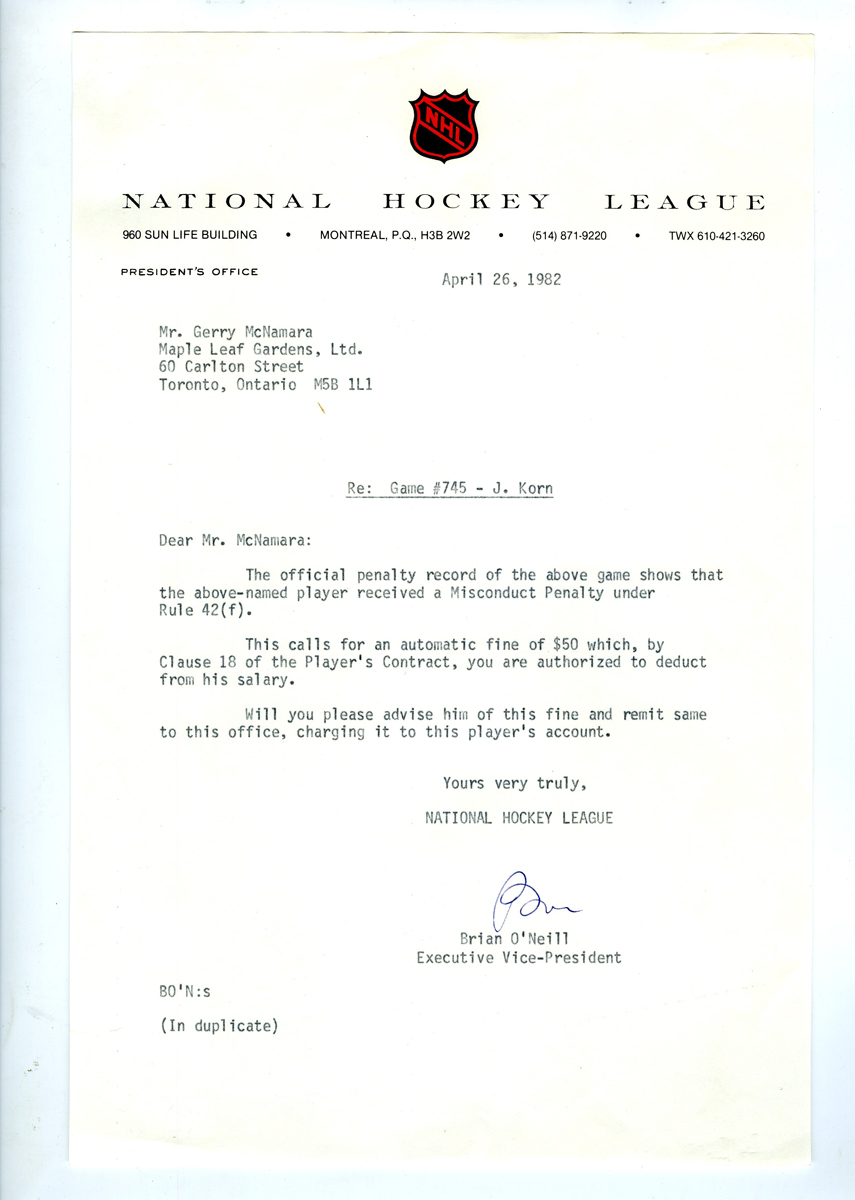 NHL
NATIONAL HOCKEY LEAGUE
960 SUN LIFE BUILDING • MONTREAL, P.Q., H3B 2W2 • (514) 871-9220 • TWX 610-421-3260
PRESIDENT'S OFFICE
April 26, 1982
Mr. Gerry McNamara
Maple Leaf Gardens, Ltd.
60 Carlton Street
Toronto, Ontario M5B 1L1
Re: Game #745 - J. Korn
Dear Mr. McNamara:
The official penalty record of the above game shows that
the above-named player received a Misconduct Penalty under
Rule 42(f).
This calls for an automatic fine of $50 which, by
Clause 18 of the Player's Contract, you are authorized to deduct
from his salary.
Will you please advise him of this fine and remit same
to this office, charging it to this player's account.
Yours very truly,
NATIONAL HOCKEY LEAGUE
Brian O'Neill
Executive Vice-President
BO'N:s
(In duplicate)